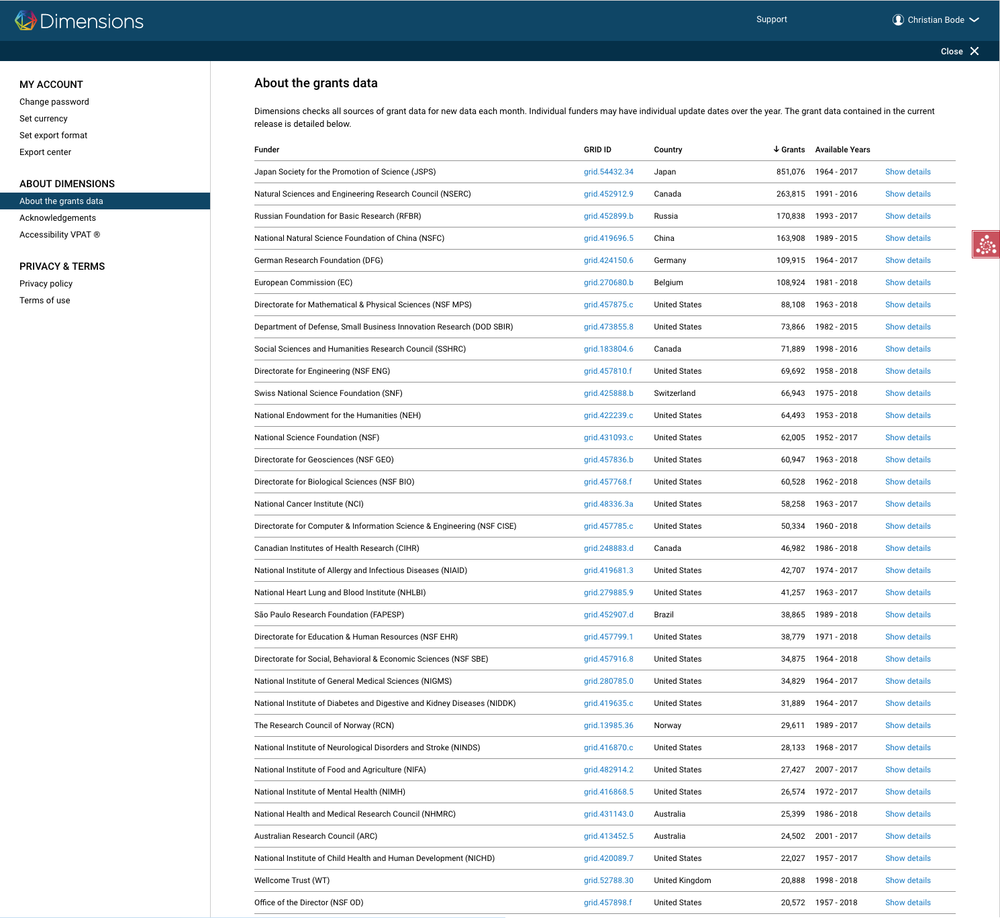 Dimensions
Support
Christian Bode
Close
MY ACCOUNT
Change password
Set currency
Set export format
Export center
ABOUT DIMENSIONS
About the grants data
Acknowledgements
Accessibility VPAT ®
PRIVACY & TERMS
Privacy policy
Terms of use
About the grants data
Dimensions checks all sources of grant data for new data each month. Individual funders may have individual update dates over the year. The grant data contained in the current
release is detailed below.
Funder GRID ID Country ↓ Grants Available Years
Japan Society for the Promotion of Science (JSPS) grid.54432.34 Japan 851,076 1964 - 2017 Show details
Natural Sciences and Engineering Research Council (NSERC) grid.452912.9 Canada 263,815 1991 - 2016 Show details
Russian Foundation for Basic Research (RFBR) grid.452899.b Russia 170,838 1993 - 2017 Show details
National Natural Science Foundation of China (NSFC) grid.419696.5 China 163,908 1989 - 2015 Show details
German Research Foundation (DFG) grid.424150.6 Germany 109,915 1964 - 2017 Show details
European Commission (EC) grid.270680.b Belgium 108,924 1981 - 2018 Show details
Directorate for Mathematical & Physical Sciences (NSF MPS) grid.457875.c United States 88,108 1963 - 2018 Show details
Department of Defense, Small Business Innovation Research (DOD SBIR) grid.473855.8 United States 73,866 1982 - 2015 Show details
Social Sciences and Humanities Research Council (SSHRC) grid.183804.6 Canada 71,889 1998 - 2016 Show details
Directorate for Engineering (NSF ENG) grid.457810.f United States 69,692 1958 - 2018 Show details
Swiss National Science Foundation (SNF) grid.425888.b Switzerland 66,943 1975 - 2018 Show details
National Endowment for the Humanities (NEH) grid.422239.c United States 64,493 1953 - 2018 Show details
National Science Foundation (NSF) grid.431093.c United States 62,005 1952 - 2017 Show details
Directorate for Geosciences (NSF GEO) grid.457836.b United States 60,947 1963 - 2018 Show details
Directorate for Biological Sciences (NSF BIO) grid.457768.f United States 60,528 1962 - 2018 Show details
National Cancer Institute (NCI) grid.48336.3a United States 58,258 1963 - 2017 Show details
Directorate for Computer & Information Science & Engineering (NSF CISE) grid.457785.c United States 50,334 1960 - 2018 Show details
Canadian Institutes of Health Research (CIHR) grid.248883.d Canada 46,982 1986 - 2018 Show details
National Institute of Allergy and Infectious Diseases (NIAID) grid.419681.3 United States 42,707 1974 - 2017 Show details
National Heart Lung and Blood Institute (NHLBI) grid.279885.9 United States 41,257 1963 - 2017 Show details
São Paulo Research Foundation (FAPESP) grid.452907.d Brazil 38,865 1989 - 2018 Show details
Directorate for Education & Human Resources (NSF EHR) grid.457799.1 United States 38,779 1971 - 2018 Show details
Directorate for Social, Behavioral & Economic Sciences (NSF SBE) grid.457916.8 United States 34,875 1964 - 2018 Show details
National Institute of General Medical Sciences (NIGMS) grid.280785.0 United States 34,829 1964 - 2017 Show details
National Institute of Diabetes and Digestive and Kidney Diseases (NIDDK) grid.419635.c United States 31,889 1964 - 2017 Show details
The Research Council of Norway (RCN) grid.13985.36 Norway 29,611 1989 - 2017 Show details
National Institute of Neurological Disorders and Stroke (NINDS) grid.416870.c United States 28,133 1968 - 2017 Show details
National Institute of Food and Agriculture (NIFA) grid.482914.2 United States 27,427 2007 - 2017 Show details
National Institute of Mental Health (NIMH) grid.416868.5 United States 26,574 1972 - 2017 Show details
National Health and Medical Research Council (NHMRC) grid.431143.0 Australia 25,399 1986 - 2018 Show details
Australian Research Council (ARC) grid.413452.5 Australia 24,502 2001 - 2017 Show details
National Institute of Child Health and Human Development (NICHD) grid.420089.7 United States 22,027 1957 - 2017 Show details
Wellcome Trust (WT) grid.52788.30 United Kingdom 20,888 1998 - 2018 Show details
Office of the Director (NSF OD) grid.457898.f United States 20,572 1957 - 2018 Show details